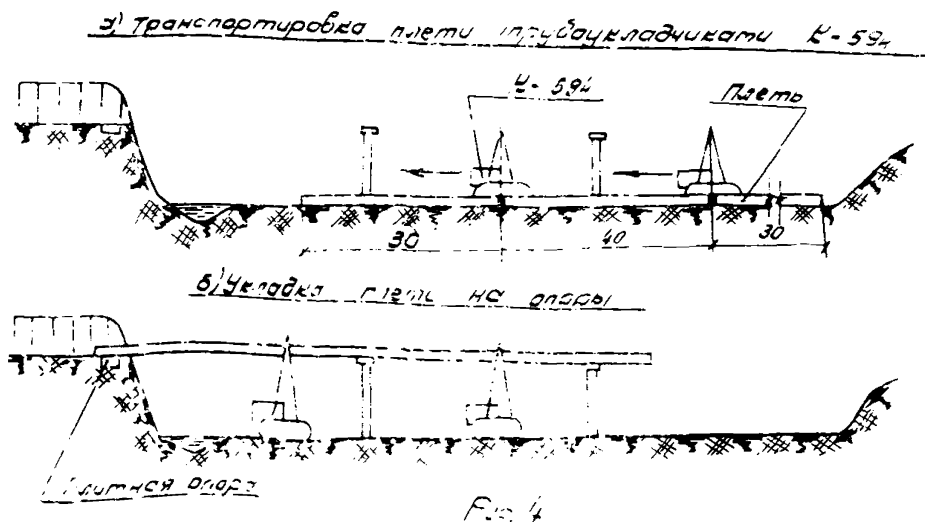 а) Транспортировка плети трубоукладчиками К-594
К-594
Плеть
30
40
30
б) Укладка плети на опоры
Плитная опора
Рис. 4